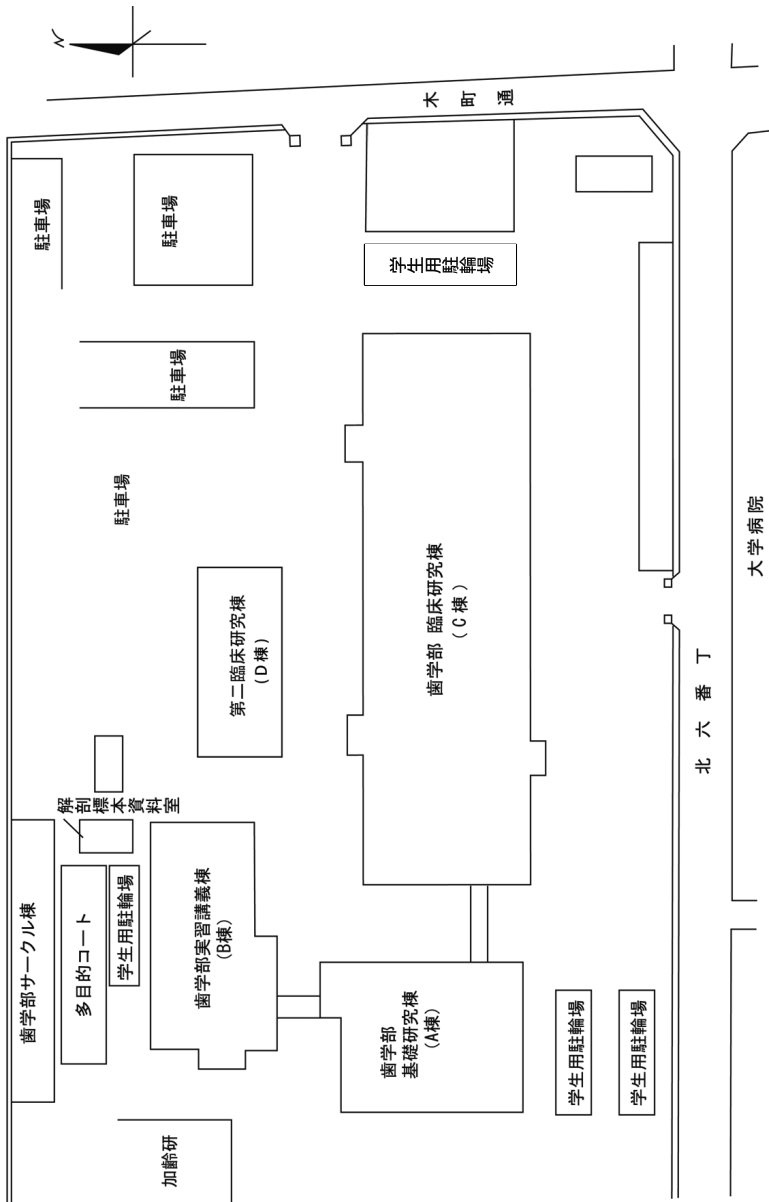 N
木町通
駐車場
駐車場
学生用駐輪場
駐車場
駐車場
第二臨床研究棟
(D棟)
歯学部 臨床研究棟
(C棟)
大学病院
北六番丁
解剖標本資料室
歯学部サークル棟
多目的コート
学生用駐輪場
歯学部実習講義棟
(B棟)
歯学部
基礎研究棟
(A棟)
学生用駐輪場
学生用駐輪場
加齢研